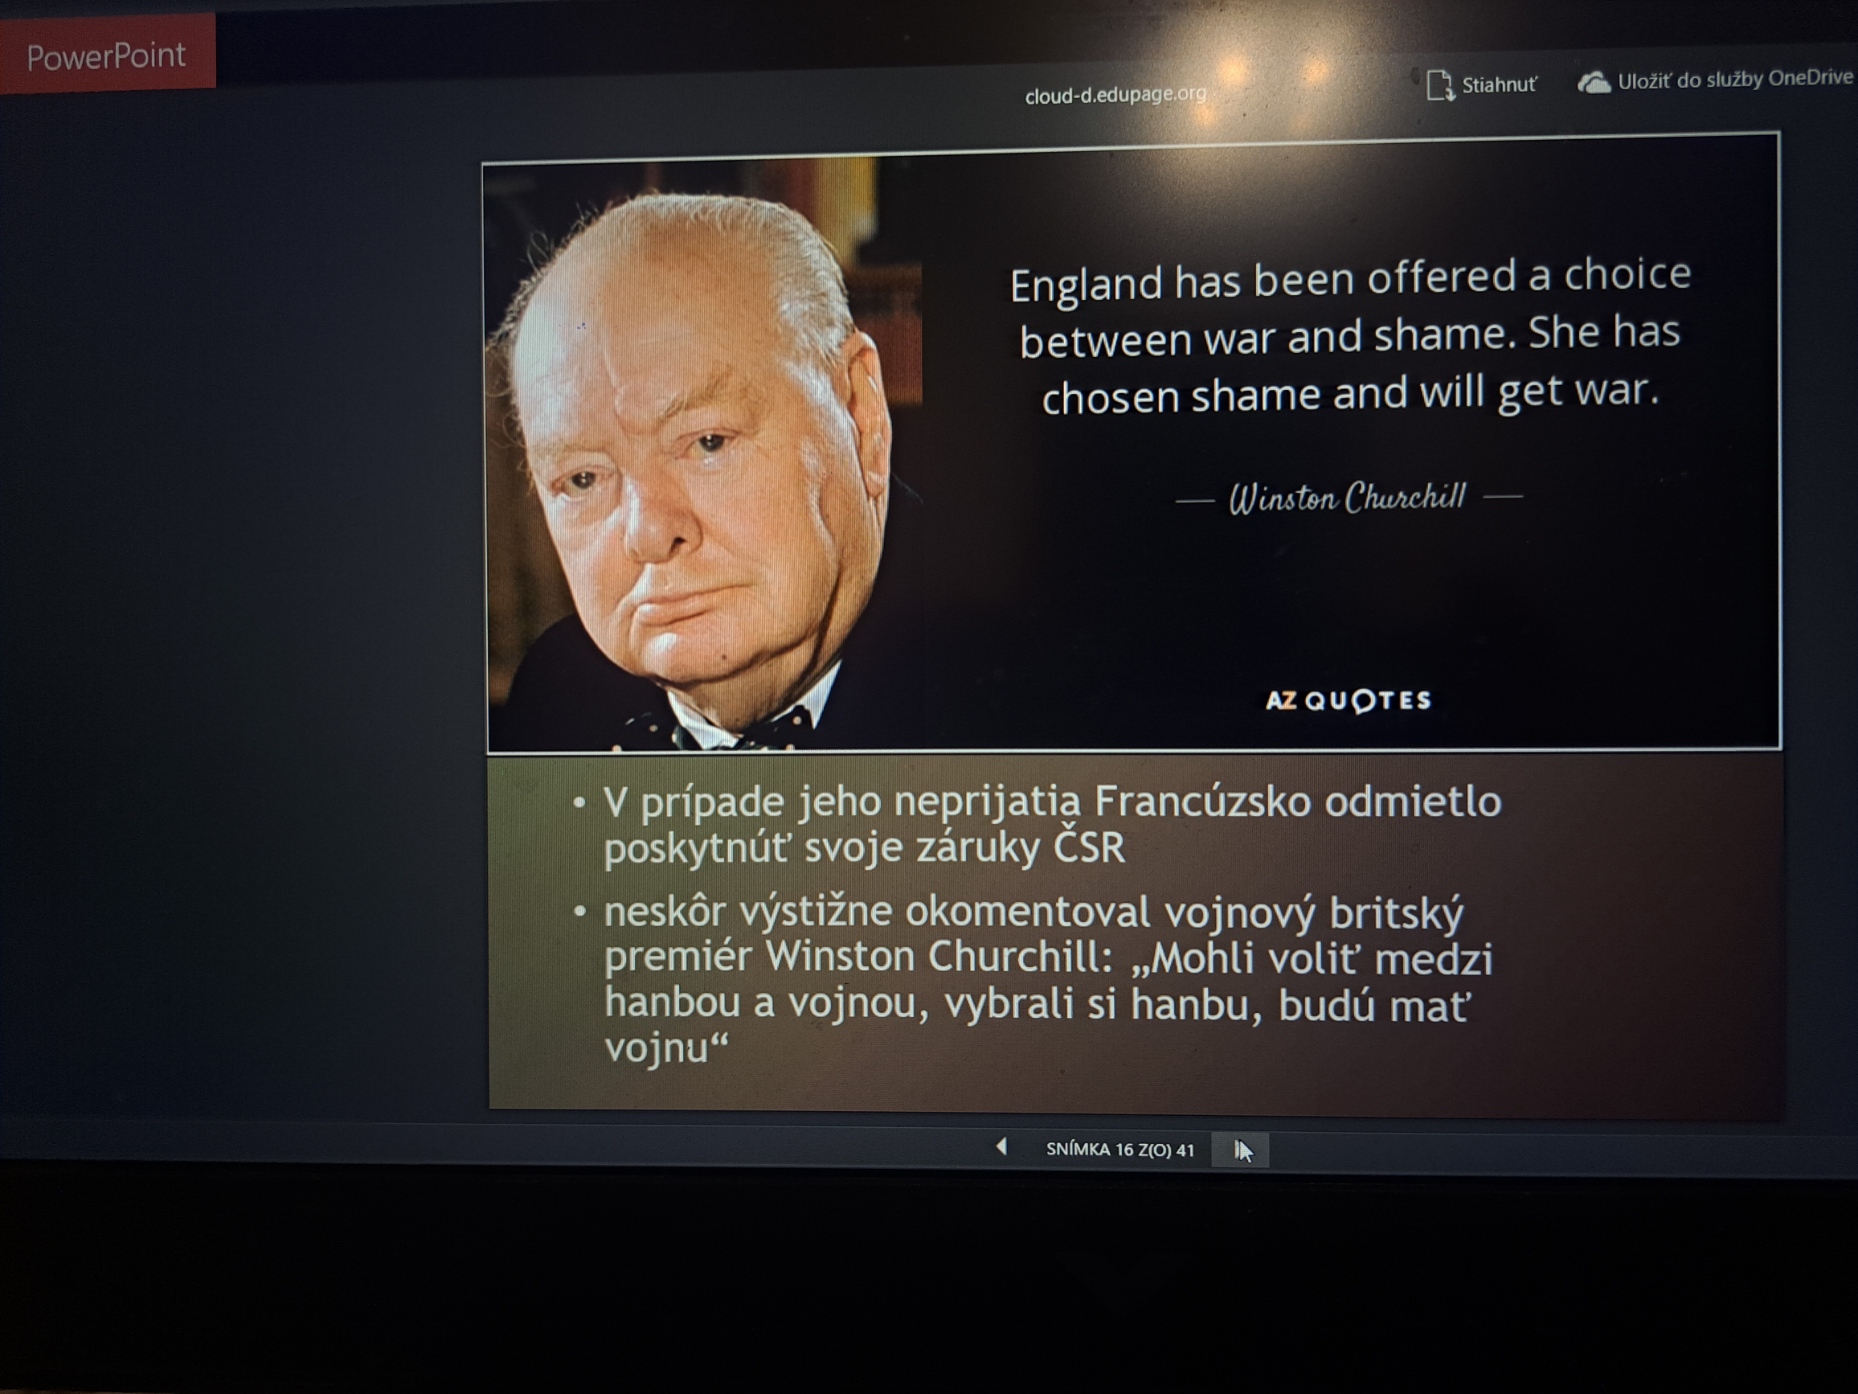 PowerPoint
cloud-d.edupage.org
Stiahnuť
Uložiť do služby OneDrive
England has been offered a choice
between war and shame. She has
chosen shame and will get war.
— Winston Churchill —
AZ QUOTES
• V prípade jeho neprijatia Francúzsko odmietlo
poskytnúť svoje záruky ČSR
• neskôr výstižne okomentoval vojnový britský
premiér Winston Churchill: „Mohli voliť medzi
hanbou a vojnou, vybrali si hanbu, budú mať
vojnu“
SNÍMKA 16 Z(O) 41